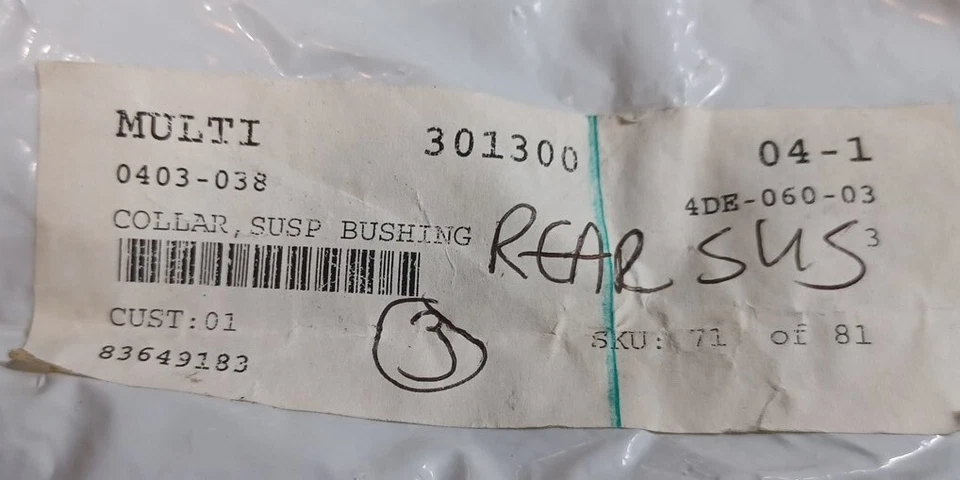 MULTI 301300 04-1
0403-038 4DE-060-03
COLLAR,SUSP BUSHING REAR SUS 3
CUST:01 3 SKU: 71 of 81
83649183